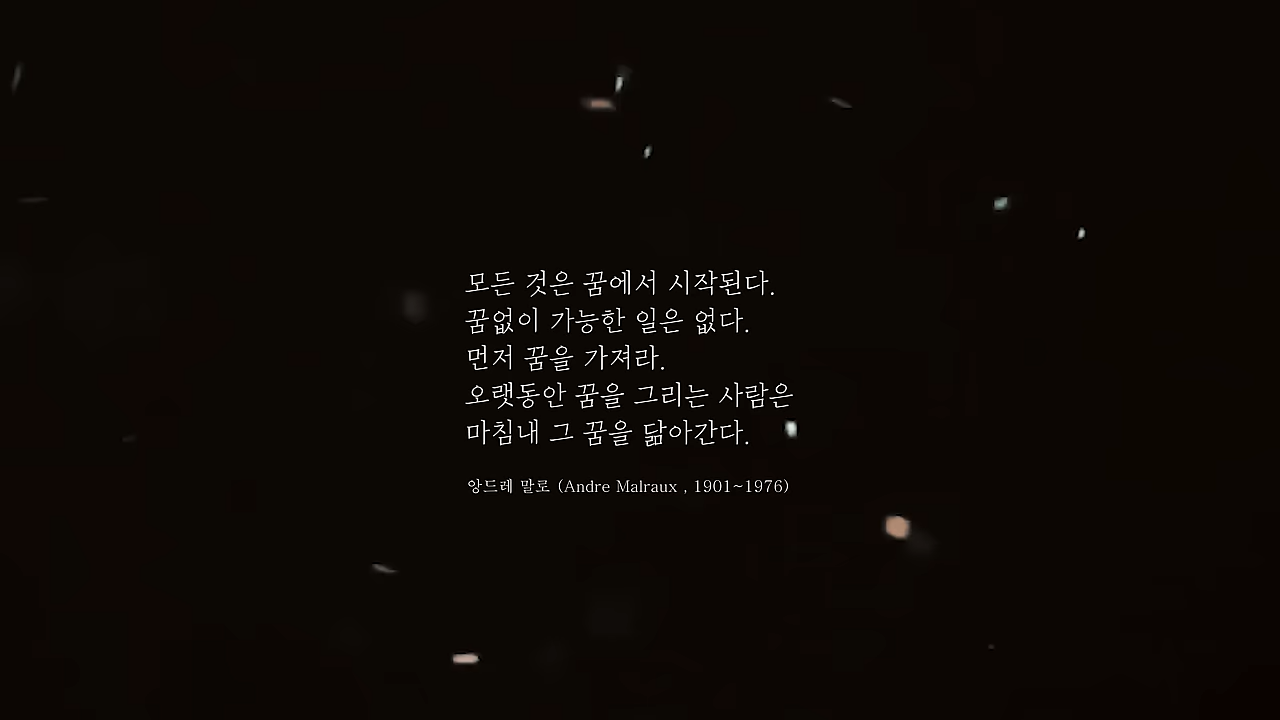 모든 것은 꿈에서 시작된다.
꿈없이 가능한 일은 없다.
먼저 꿈을 가져라.
오랫동안 꿈을 그리는 사람은
마침내 그 꿈을 닮아간다.
앙드레 말로 (Andre Malraux , 1901~1976)